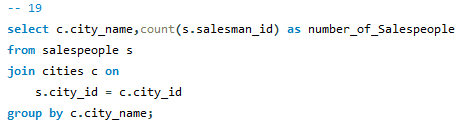 -- 19
select c.city_name,count(s.salesman_id) as number_of_Salespeople
from salespeople s
join cities c on
    s.city_id = c.city_id
group by c.city_name;